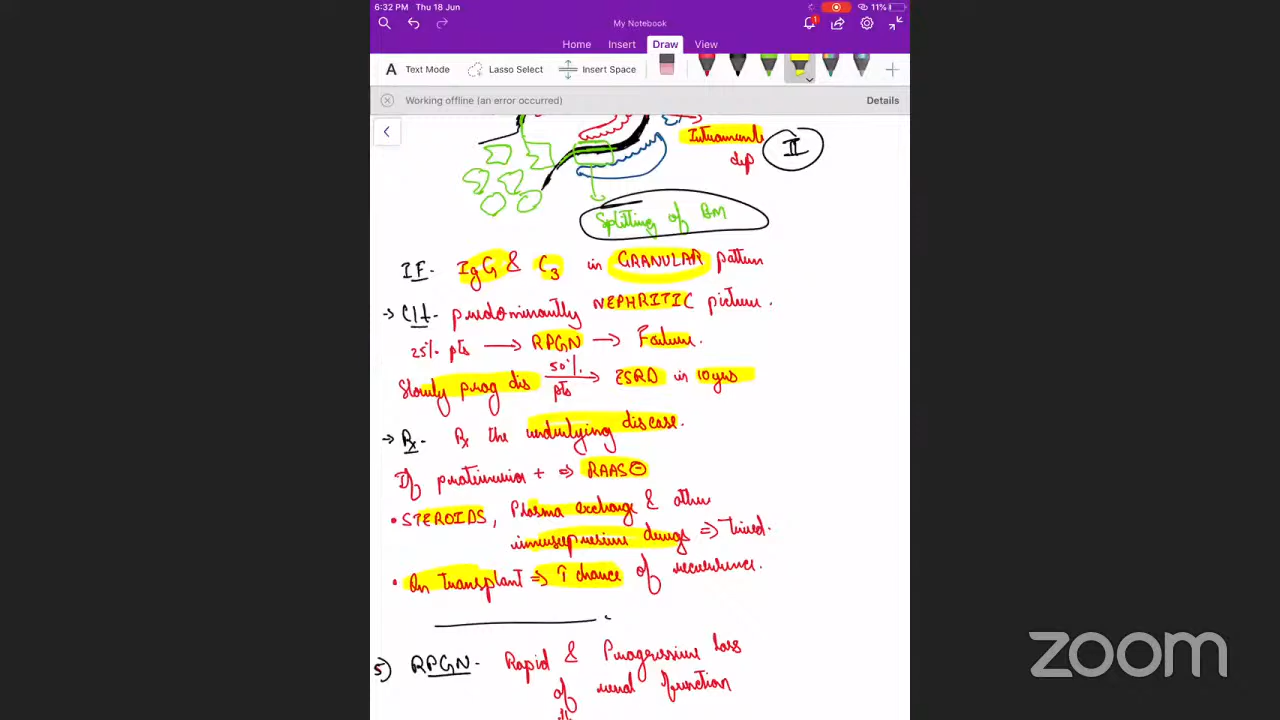 6:32 PM Thu 18 Jun
11%
My Notebook
1
Home Insert Draw View
A Text Mode Lasso Select Insert Space
Working offline (an error occurred) Details
dep
II
Splitting of BM
IF- IgG & C3 in GRANULAR pattern
→ C/f- predominantly NEPHRITIC picture.
25% pts → RPGN → Failure.
Slowly prog dis 50% pts → ESRD in 10 yrs
→ Rx- Rx the underlying disease.
If proteinuria + ⇒ RAAS ⊖
• STEROIDS, Plasma exchange & other
drugs ⇒ Tried.
• On transplant ⇒ ↑ chance of recurrence.
5) RPGN- Rapid & Progressive loss
of renal function
zoom